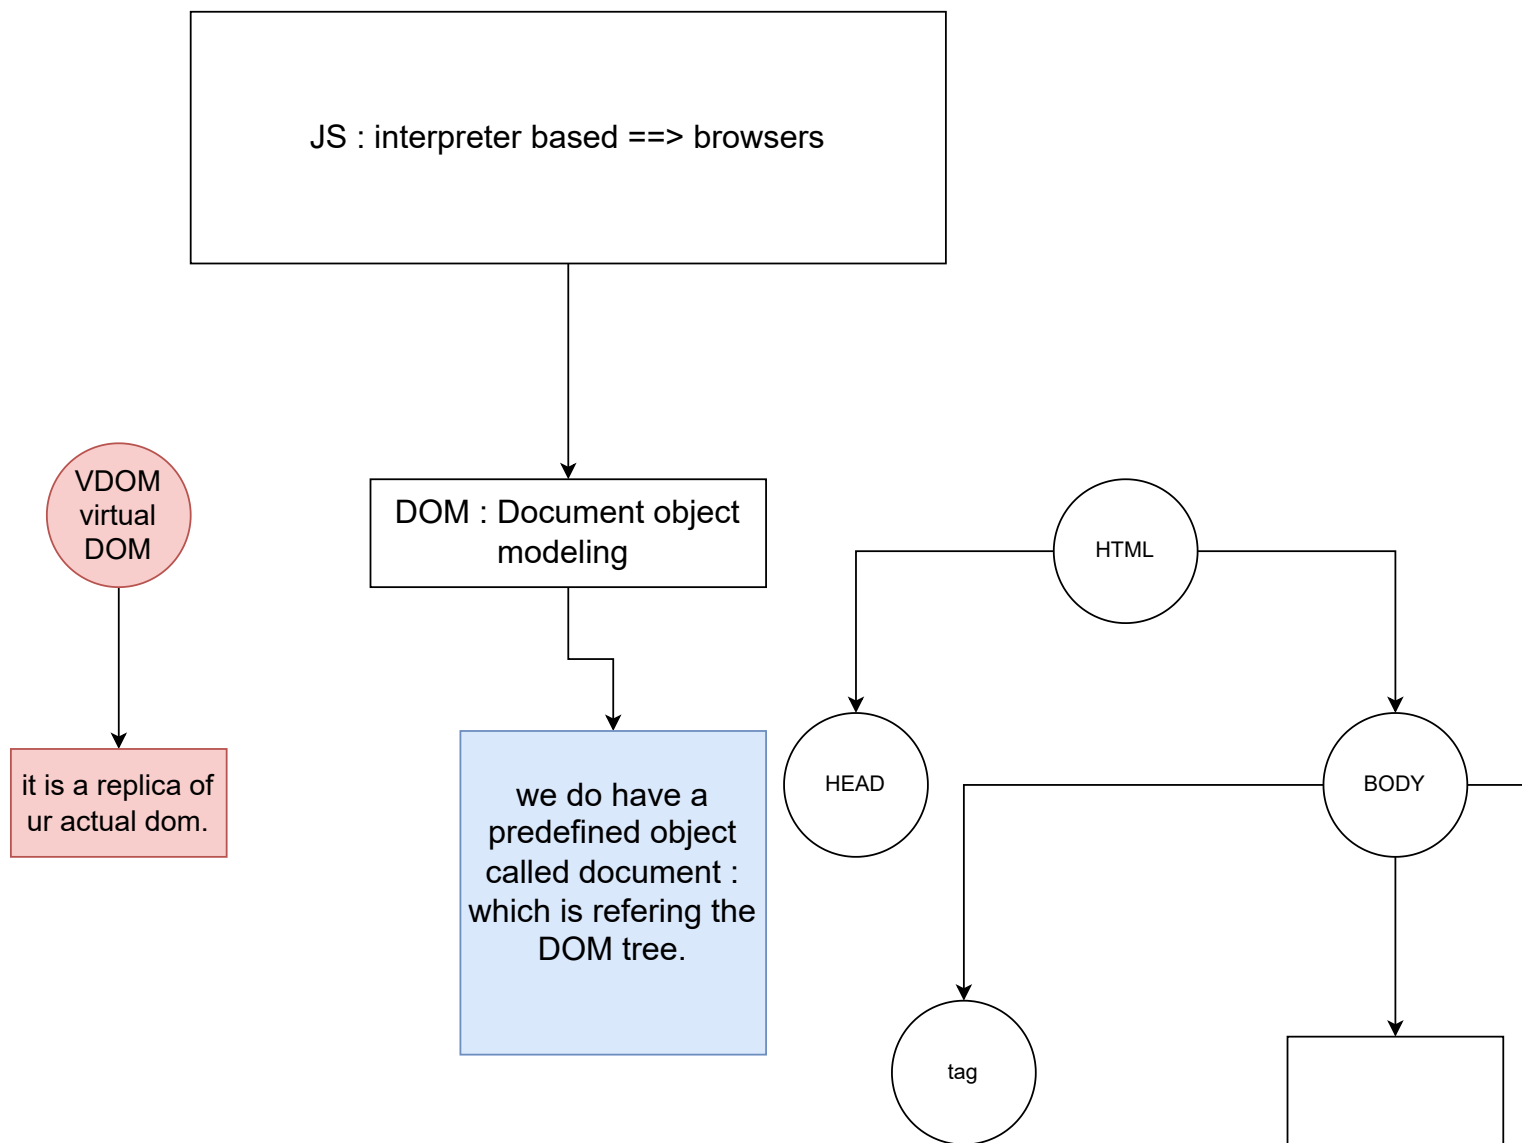 JS : interpreter based ==> browsers
VDOM
virtual
DOM
DOM : Document object
modeling
HTML
it is a replica of
ur actual dom.
we do have a
predefined object
called document :
which is refering the
DOM tree.
HEAD
BODY
tag